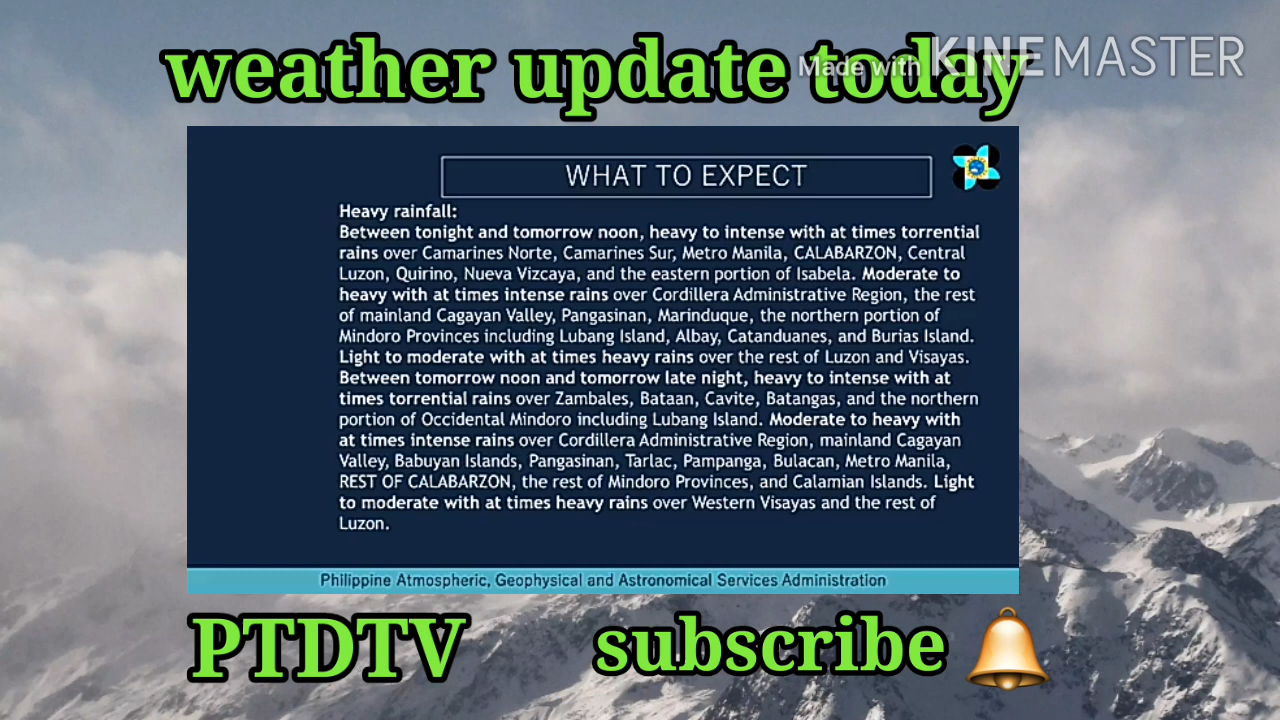 weather update today
Made with KINEMASTER
WHAT TO EXPECT
Heavy rainfall:
Between tonight and tomorrow noon, heavy to intense with at times torrential
rains over Camarines Norte, Camarines Sur, Metro Manila, CALABARZON, Central
Luzon, Quirino, Nueva Vizcaya, and the eastern portion of Isabela. Moderate to
heavy with at times intense rains over Cordillera Administrative Region, the rest
of mainland Cagayan Valley, Pangasinan, Marinduque, the northern portion of
Mindoro Provinces including Lubang Island, Albay, Catanduanes, and Burias Island.
Light to moderate with at times heavy rains over the rest of Luzon and Visayas.
Between tomorrow noon and tomorrow late night, heavy to intense with at
times torrential rains over Zambales, Bataan, Cavite, Batangas, and the northern
portion of Occidental Mindoro including Lubang Island. Moderate to heavy with
at times intense rains over Cordillera Administrative Region, mainland Cagayan
Valley, Babuyan Islands, Pangasinan, Tarlac, Pampanga, Bulacan, Metro Manila,
REST OF CALABARZON, the rest of Mindoro Provinces, and Calamian Islands. Light
to moderate with at times heavy rains over Western Visayas and the rest of
Luzon.
Philippine Atmospheric, Geophysical and Astronomical Services Administration
PTDTV
subscribe